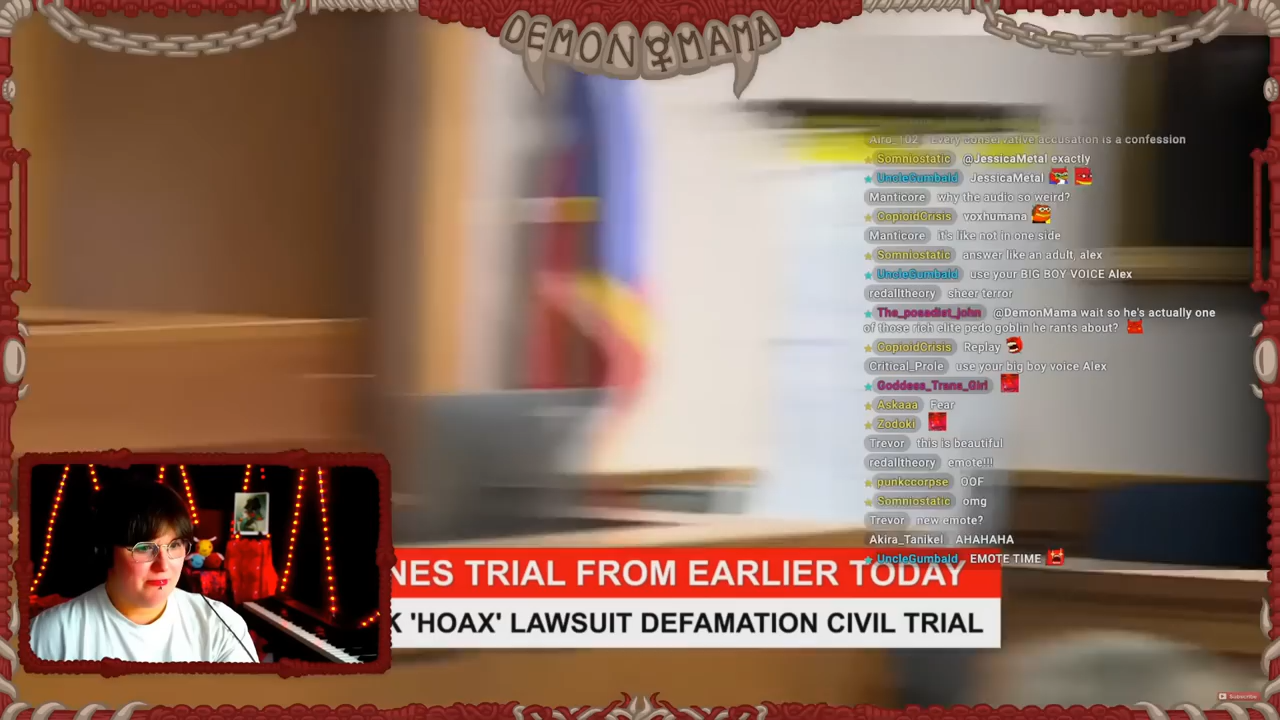 DEMON MAMA
Airo_102 Every conservative accusation is a confession
Somniostatic @JessicaMetal exactly
UncleGumbald JessicaMetal
Manticore why the audio so weird?
CopioidCrisis voxhumana
Manticore it's like not in one side
Somniostatic answer like an adult, alex
UncleGumbald use your BIG BOY VOICE Alex
redalltheory sheer terror
The_posadist_john @DemonMama wait so he's actually one
of those rich elite pedo goblin he rants about?
CopioidCrisis Replay
Critical_Prole use your big boy voice Alex
Goddess_Trans_Girl
Askaaa Fear
Zodoki
Trevor this is beautiful
redalltheory emote!!!
punkccorpse OOF
Somniostatic omg
Trevor new emote?
Akira_Tanikel AHAHAHA
UncleGumbald EMOTE TIME
NES TRIAL FROM EARLIER TODAY
K 'HOAX' LAWSUIT DEFAMATION CIVIL TRIAL
Subscribe